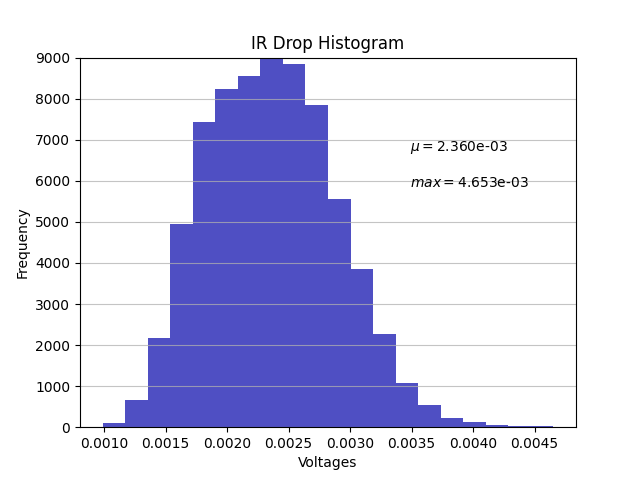 IR Drop Histogram
9000
8000
7000
6000
5000
4000
3000
2000
1000
0
Frequency
μ = 2.360e-03
max = 4.653e-03
0.0010 0.0015 0.0020 0.0025 0.0030 0.0035 0.0040 0.0045
Voltages